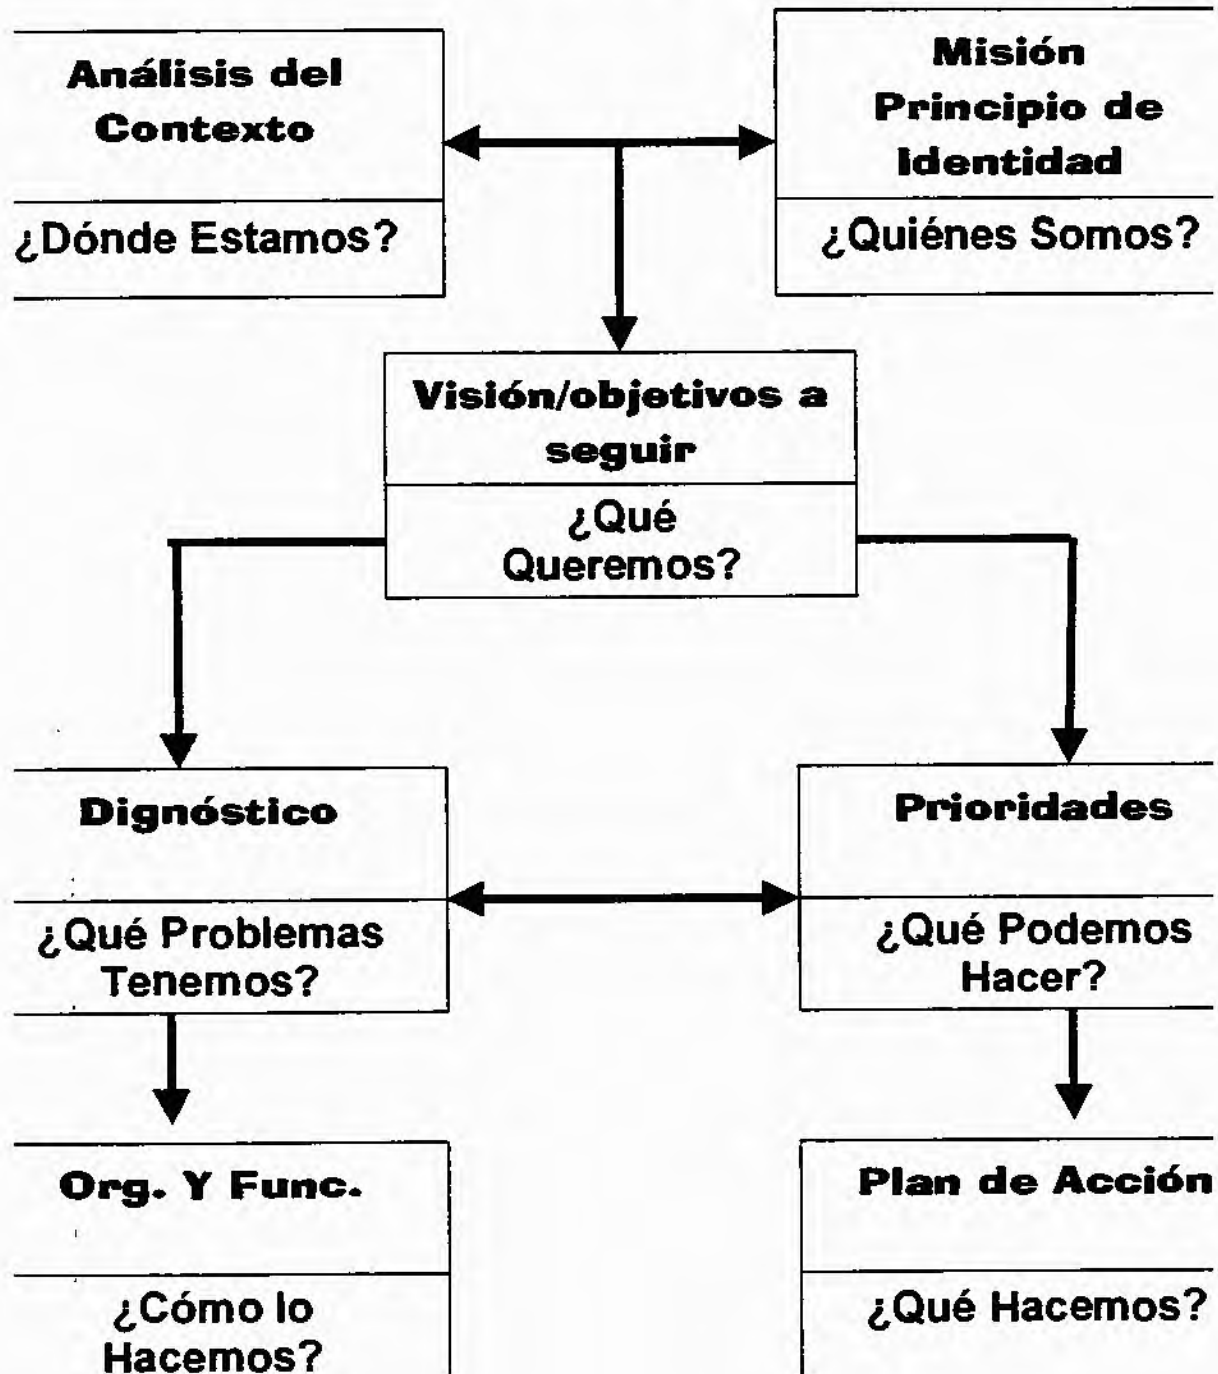 Análisis del
Contexto
¿Dónde Estamos?
Misión
Principio de
Identidad
¿Quiénes Somos?
Visión/objetivos a
seguir
¿Qué
Queremos?
Dignóstico
¿Qué Problemas
Tenemos?
Prioridades
¿Qué Podemos
Hacer?
Org. Y Func.
¿Cómo lo
Hacemos?
Plan de Acción
¿Qué Hacemos?